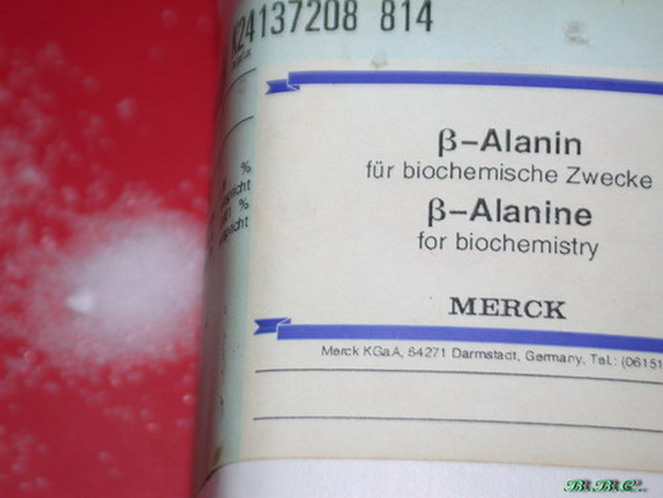 K24137208 814
β-Alanin
für biochemische Zwecke
β-Alanine
for biochemistry
MERCK
Merck KGaA, 64271 Darmstadt, Germany, Tel.: (06151
%
%
B.B.C.